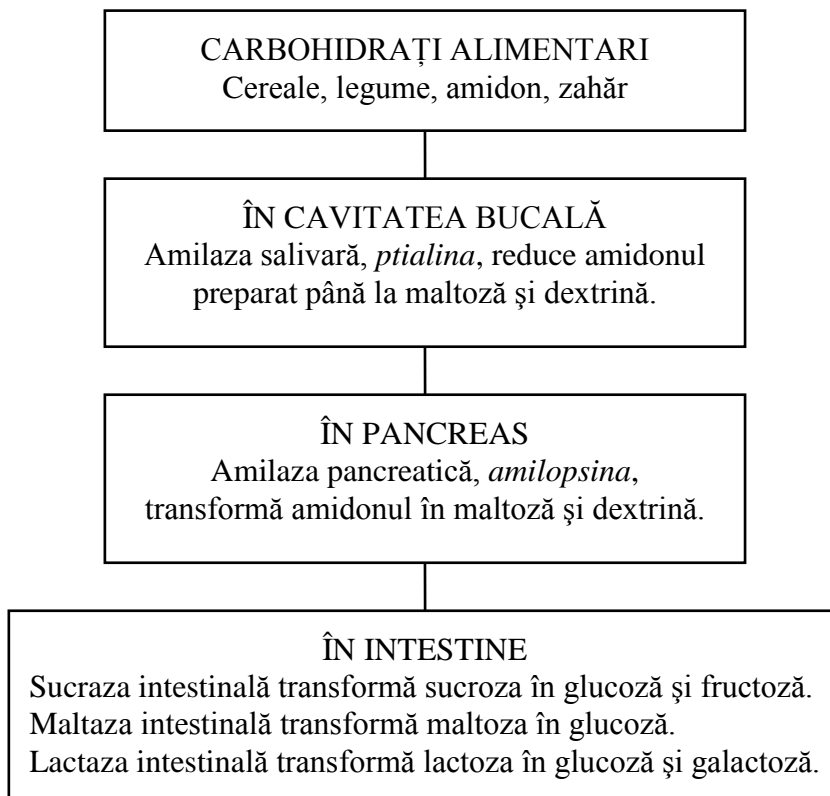 CARBOHIDRAȚI ALIMENTARI
Cereale, legume, amidon, zahăr
ÎN CAVITATEA BUCALĂ
Amilaza salivară, ptialina, reduce amidonul
preparat până la maltoză şi dextrină.
ÎN PANCREAS
Amilaza pancreatică, amilopsina,
transformă amidonul în maltoză şi dextrină.
ÎN INTESTINE
Sucraza intestinală transformă sucroza în glucoză şi fructoză.
Maltaza intestinală transformă maltoza în glucoză.
Lactaza intestinală transformă lactoza în glucoză şi galactoză.